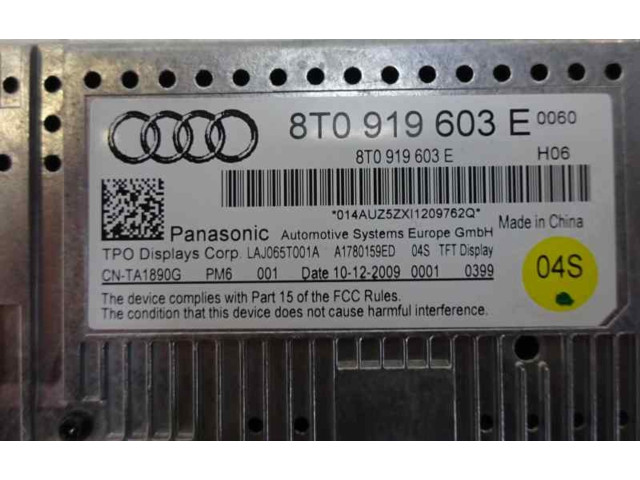 8T0 919 603 E 0060
8T0 919 603 E H06
*014AUZ5ZXI1209762Q*
Panasonic Automotive Systems Europe GmbH Made in China
TPO Displays Corp. LAJ065T001A A1780159ED 04S TFT Display
CN-TA1890G PM6 001 Date 10-12-2009 0001 0399
04S
The device complies with Part 15 of the FCC Rules.
The condition that this device does not cause harmful interference.